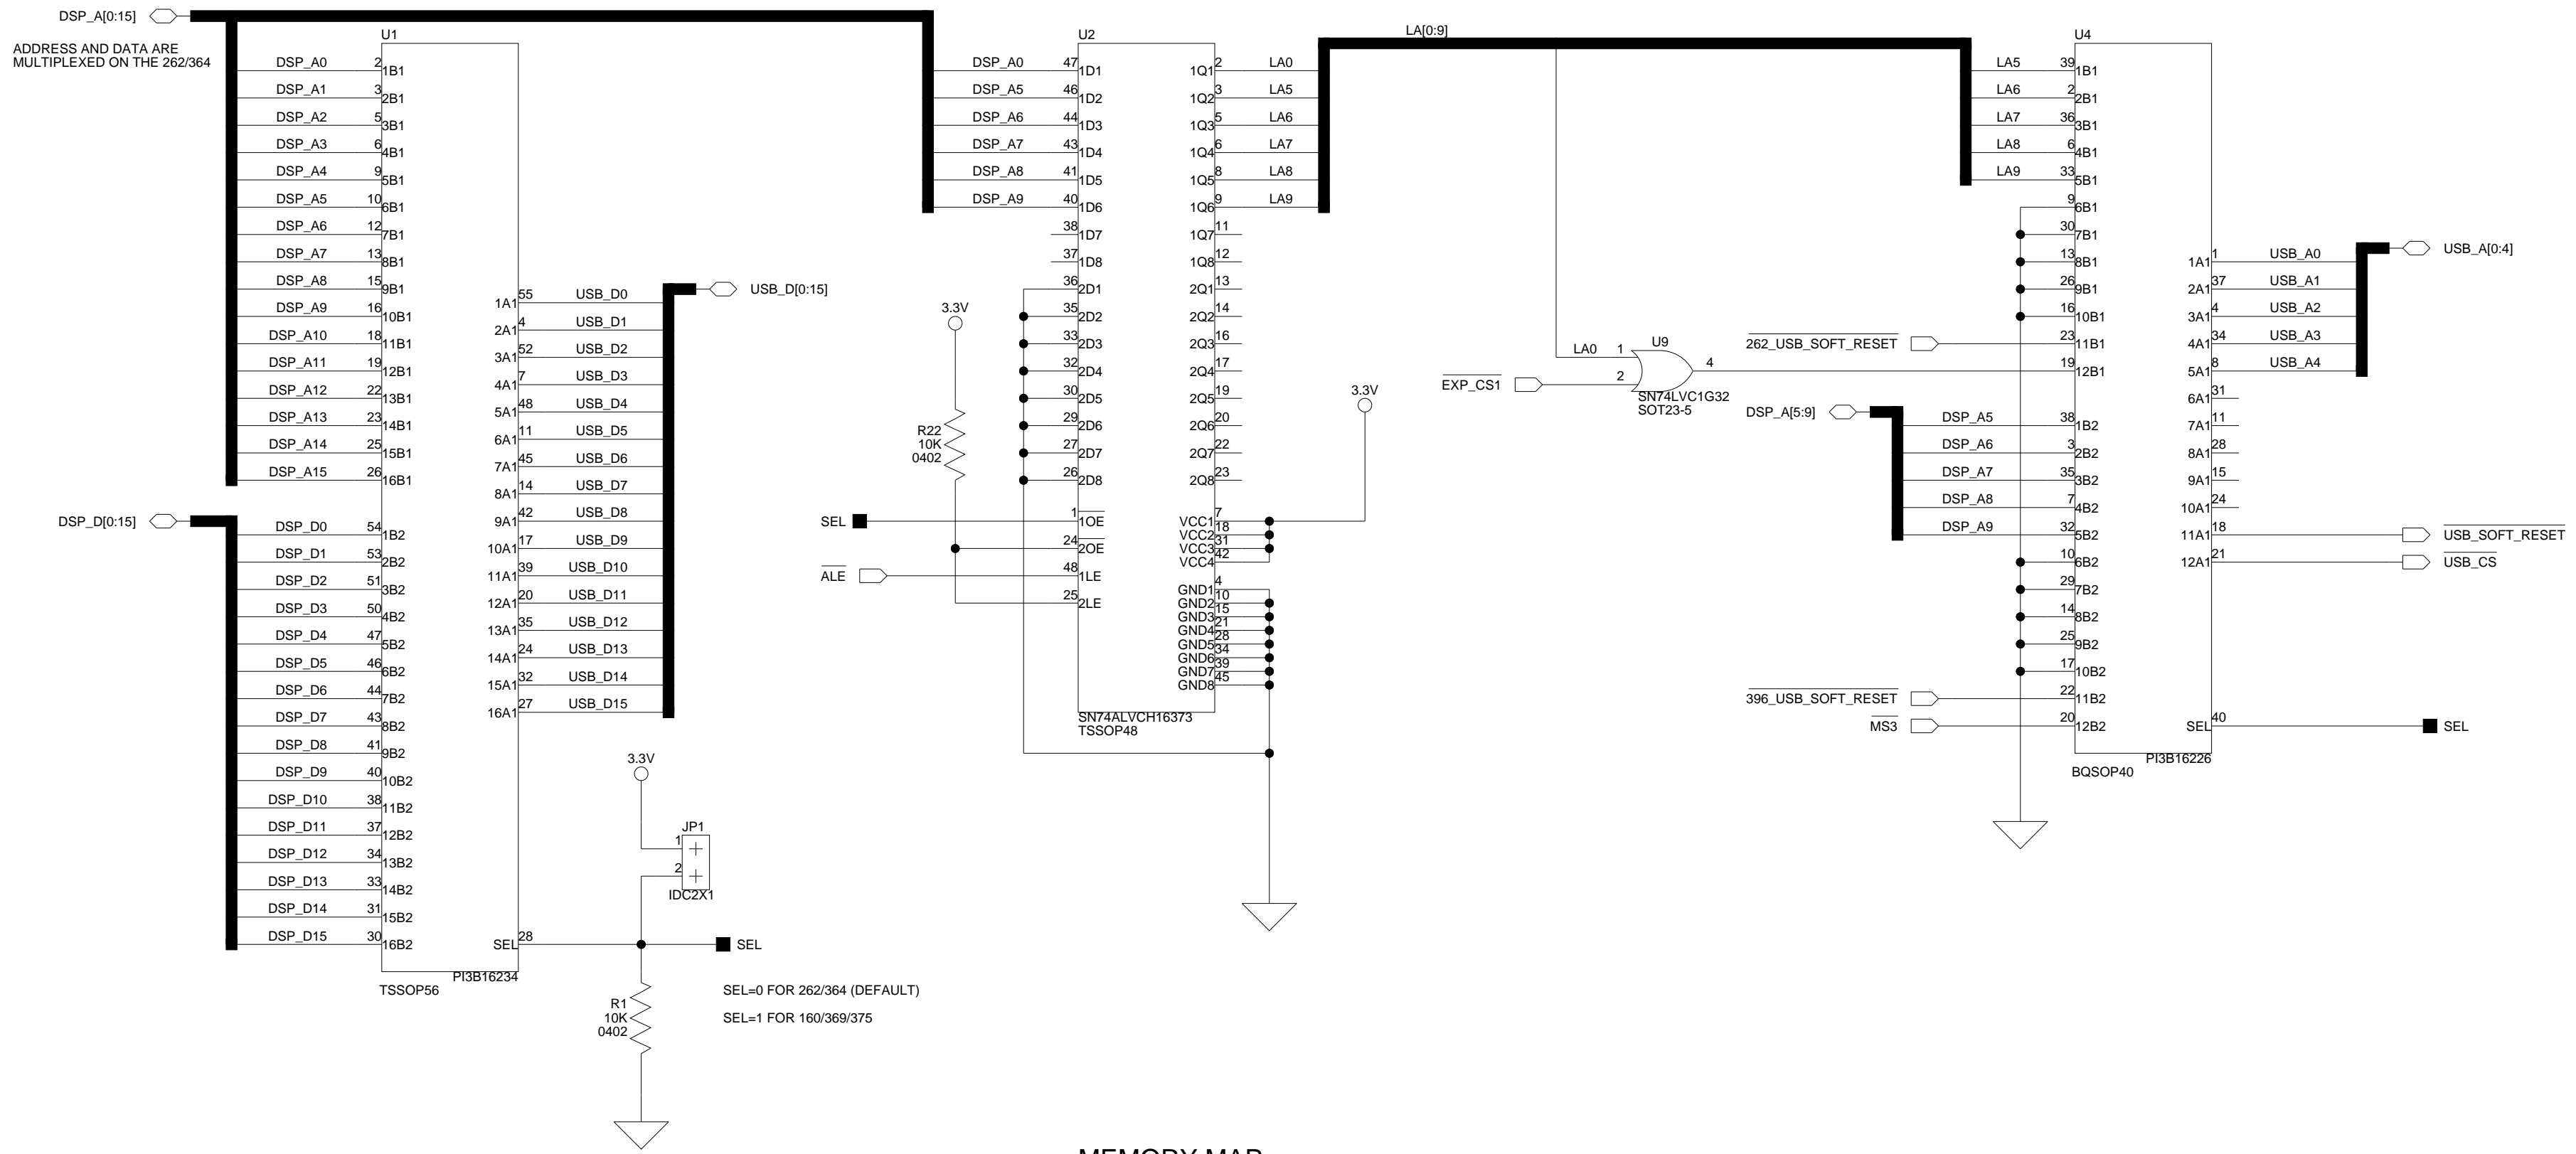 DSP_A[0:15]
ADDRESS AND DATA ARE
MULTIPLEXED ON THE 262/364
U1
DSP_A0 2 1B1
DSP_A1 3 2B1
DSP_A2 5 3B1
DSP_A3 6 4B1
DSP_A4 9 5B1
DSP_A5 10 6B1
DSP_A6 12 7B1
DSP_A7 13 8B1
DSP_A8 15 9B1
DSP_A9 16 10B1
DSP_A10 18 11B1
DSP_A11 19 12B1
DSP_A12 22 13B1
DSP_A13 23 14B1
DSP_A14 25 15B1
DSP_A15 26 16B1
DSP_D[0:15]
DSP_D0 54 1B2
DSP_D1 53 2B2
DSP_D2 51 3B2
DSP_D3 50 4B2
DSP_D4 47 5B2
DSP_D5 46 6B2
DSP_D6 44 7B2
DSP_D7 43 8B2
DSP_D8 41 9B2
DSP_D9 40 10B2
DSP_D10 38 11B2
DSP_D11 37 12B2
DSP_D12 34 13B2
DSP_D13 33 14B2
DSP_D14 31 15B2
DSP_D15 30 16B2
1A1 55 USB_D0
2A1 4 USB_D1
3A1 52 USB_D2
4A1 7 USB_D3
5A1 48 USB_D4
6A1 11 USB_D5
7A1 45 USB_D6
8A1 14 USB_D7
9A1 42 USB_D8
10A1 17 USB_D9
11A1 39 USB_D10
12A1 20 USB_D11
13A1 35 USB_D12
14A1 24 USB_D13
15A1 32 USB_D14
16A1 27 USB_D15
USB_D[0:15]
SEL 28 SEL
PI3B16234
TSSOP56
3.3V
JP1
1
2
IDC2X1
R1
10K
0402
SEL=0 FOR 262/364 (DEFAULT)
SEL=1 FOR 160/369/375
U2
DSP_A0 47 1D1
DSP_A5 46 1D2
DSP_A6 44 1D3
DSP_A7 43 1D4
DSP_A8 41 1D5
DSP_A9 40 1D6
38 1D7
37 1D8
36 2D1
35 2D2
33 2D3
32 2D4
30 2D5
29 2D6
27 2D7
26 2D8
SEL 1 1OE
24 2OE
ALE 48 1LE
25 2LE
3.3V
R22
10K
0402
1Q1 2 LA0
1Q2 3 LA5
1Q3 5 LA6
1Q4 6 LA7
1Q5 8 LA8
1Q6 9 LA9
1Q7 11
1Q8 12
2Q1 13
2Q2 14
2Q3 16
2Q4 17
2Q5 19
2Q6 20
2Q7 22
2Q8 23
VCC1 7
VCC2 18
VCC3 31
VCC4 42
GND1 4
GND2 10
GND3 15
GND4 21
GND5 28
GND6 34
GND7 39
GND8 45
SN74ALVCH16373
TSSOP48
3.3V
LA[0:9]
U9
LA0 1
EXP_CS1 2
4
SN74LVC1G32
SOT23-5
U4
LA5 39 1B1
LA6 2 2B1
LA7 36 3B1
LA8 6 4B1
LA9 33 5B1
9 6B1
30 7B1
13 8B1
26 9B1
16 10B1
262_USB_SOFT_RESET 23 11B1
19 12B1
DSP_A[5:9]
DSP_A5 38 1B2
DSP_A6 3 2B2
DSP_A7 35 3B2
DSP_A8 7 4B2
DSP_A9 32 5B2
10 6B2
29 7B2
14 8B2
25 9B2
17 10B2
396_USB_SOFT_RESET 22 11B2
MS3 20 12B2
1A1 1 USB_A0
2A1 37 USB_A1
3A1 4 USB_A2
4A1 34 USB_A3
5A1 8 USB_A4
USB_A[0:4]
6A1 31
7A1 11
8A1 28
9A1 15
10A1 24
11A1 18 USB_SOFT_RESET
12A1 21 USB_CS
SEL 40 SEL
PI3B16226
BQSOP40
MEMORY MAP